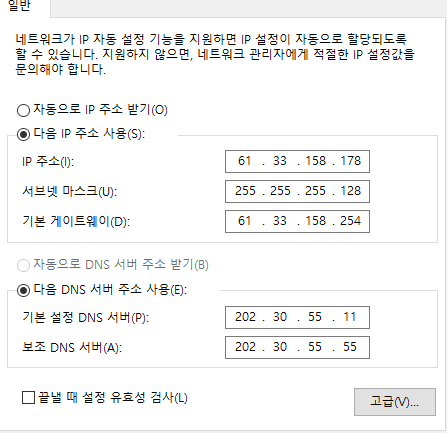 일반
네트워크가 IP 자동 설정 기능을 지원하면 IP 설정이 자동으로 할당되도록
할 수 있습니다. 지원하지 않으면, 네트워크 관리자에게 적절한 IP 설정값을
문의해야 합니다.
자동으로 IP 주소 받기(O)
다음 IP 주소 사용(S):
IP 주소(I): 61 . 33 . 158 . 178
서브넷 마스크(U): 255 . 255 . 255 . 128
기본 게이트웨이(D): 61 . 33 . 158 . 254
자동으로 DNS 서버 주소 받기(B)
다음 DNS 서버 주소 사용(E):
기본 설정 DNS 서버(P): 202 . 30 . 55 . 11
보조 DNS 서버(A): 202 . 30 . 55 . 55
끝낼 때 설정 유효성 검사(L)
고급(V)...